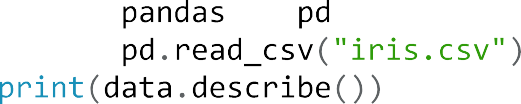 pandas pd
pd.read_csv("iris.csv")
print(data.describe())